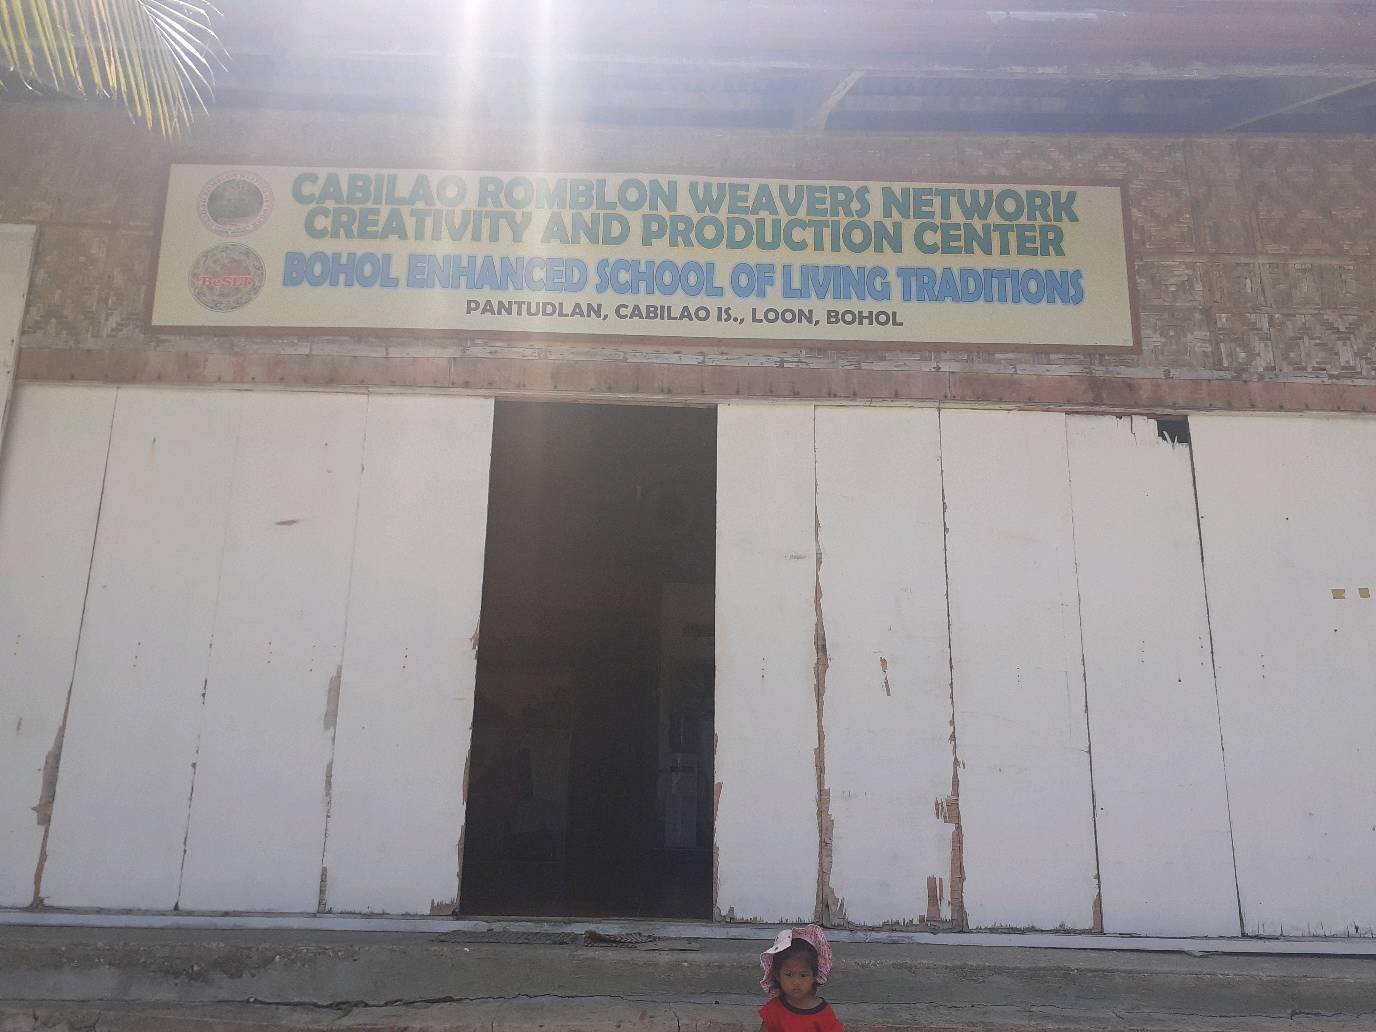 CABILAO ROMBLON WEAVERS NETWORK
CREATIVITY AND PRODUCTION CENTER
BOHOL ENHANCED SCHOOL OF LIVING TRADITIONS
PANTUDLAN, CABILAO IS., LOON, BOHOL
BeSLT